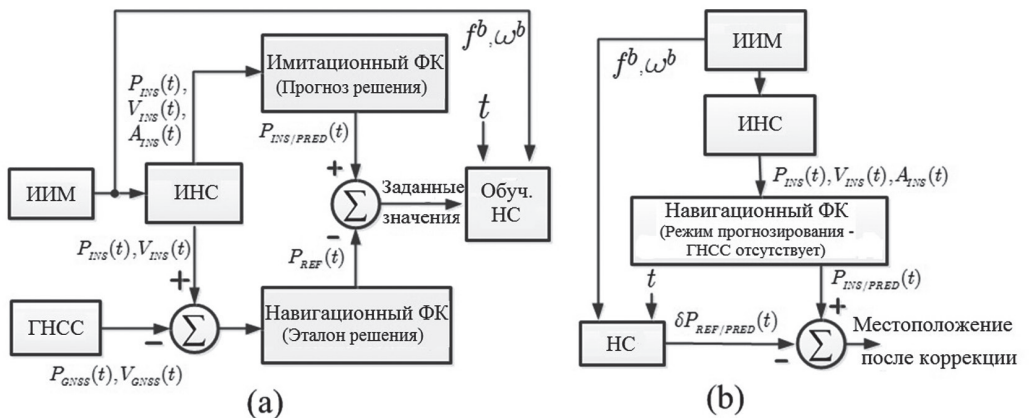 f^b,ω^b
Имитационный ФК
(Прогноз решения)
P_INS(t),
V_INS(t),
A_INS(t)
P_INS/PRED(t)
t
+
ИИМ
ИНС
Σ
Заданные
значения
Обуч.
НС
−
P_INS(t),V_INS(t)
P_REF(t)
+
ГНСС
Σ
−
Навигационный ФК
(Эталон решения)
P_GNSS(t),V_GNSS(t)
(a)
ИИМ
f^b,ω^b
ИНС
P_INS(t),V_INS(t),A_INS(t)
Навигационный ФК
(Режим прогнозирования -
ГНСС отсутствует)
t
P_INS/PRED(t)
+
НС
δP_REF/PRED(t)
−
Σ
Местоположение
после коррекции
(b)